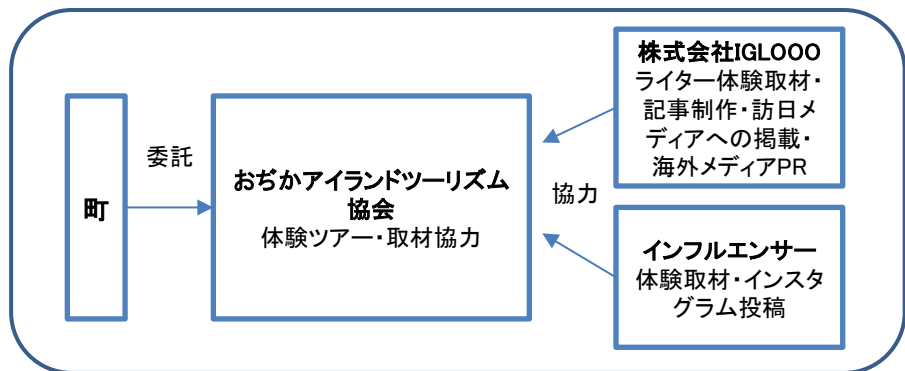 町
委託
おぢかアイランドツーリズム
協会
体験ツアー・取材協力
協力
株式会社IGLOOO
ライター体験取材・
記事制作・訪日メ
ディアへの掲載・
海外メディアPR
インフルエンサー
体験取材・インスタ
グラム投稿